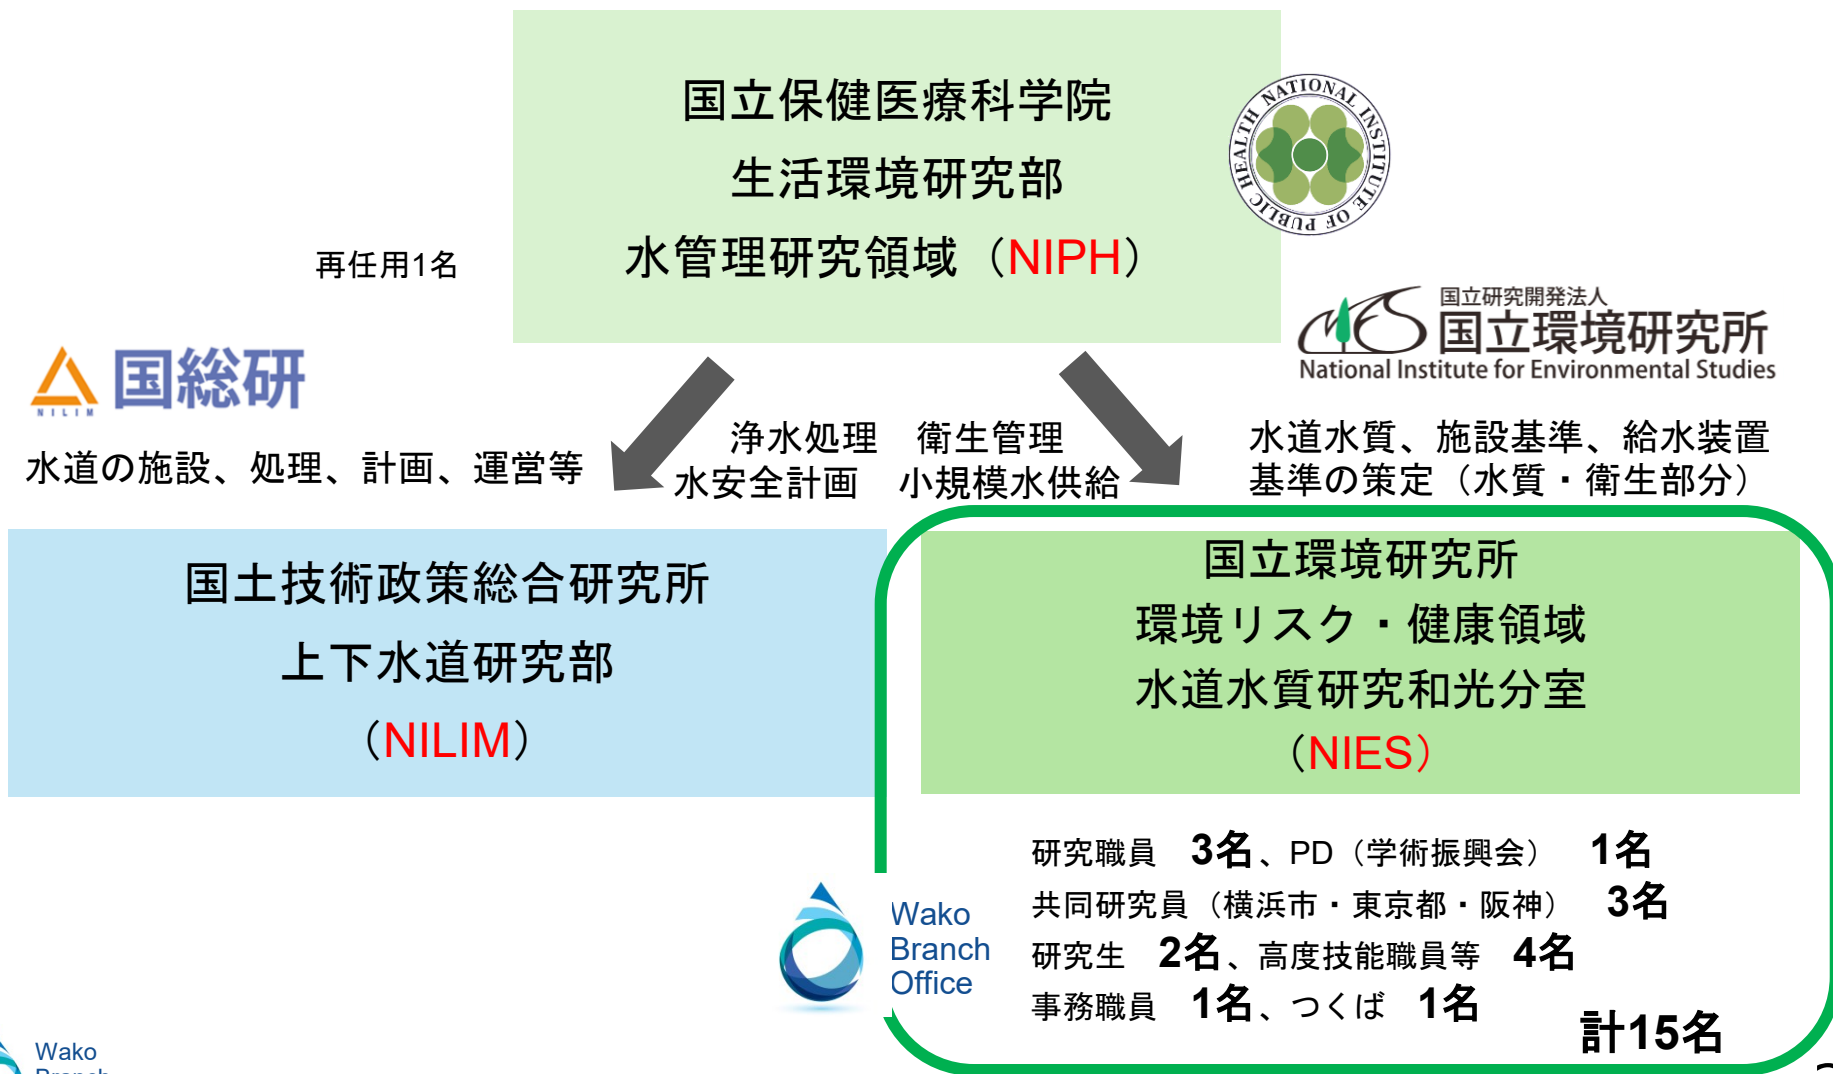 国立保健医療科学院
生活環境研究部
水管理研究領域（NIPH）
NATIONAL INSTITUTE OF PUBLIC HEALTH
再任用1名
国立研究開発法人
国立環境研究所
National Institute for Environmental Studies
国総研
NILIM
水道の施設、処理、計画、運営等
浄水処理　衛生管理
水安全計画　小規模水供給
水道水質、施設基準、給水装置
基準の策定（水質・衛生部分）
国土技術政策総合研究所
上下水道研究部
（NILIM）
国立環境研究所
環境リスク・健康領域
水道水質研究和光分室
（NIES）
研究職員　3名、PD（学術振興会）　1名
共同研究員（横浜市・東京都・阪神）　3名
研究生　2名、高度技能職員等　4名
事務職員　1名、つくば　1名
計15名
Wako
Branch
Office
Wako